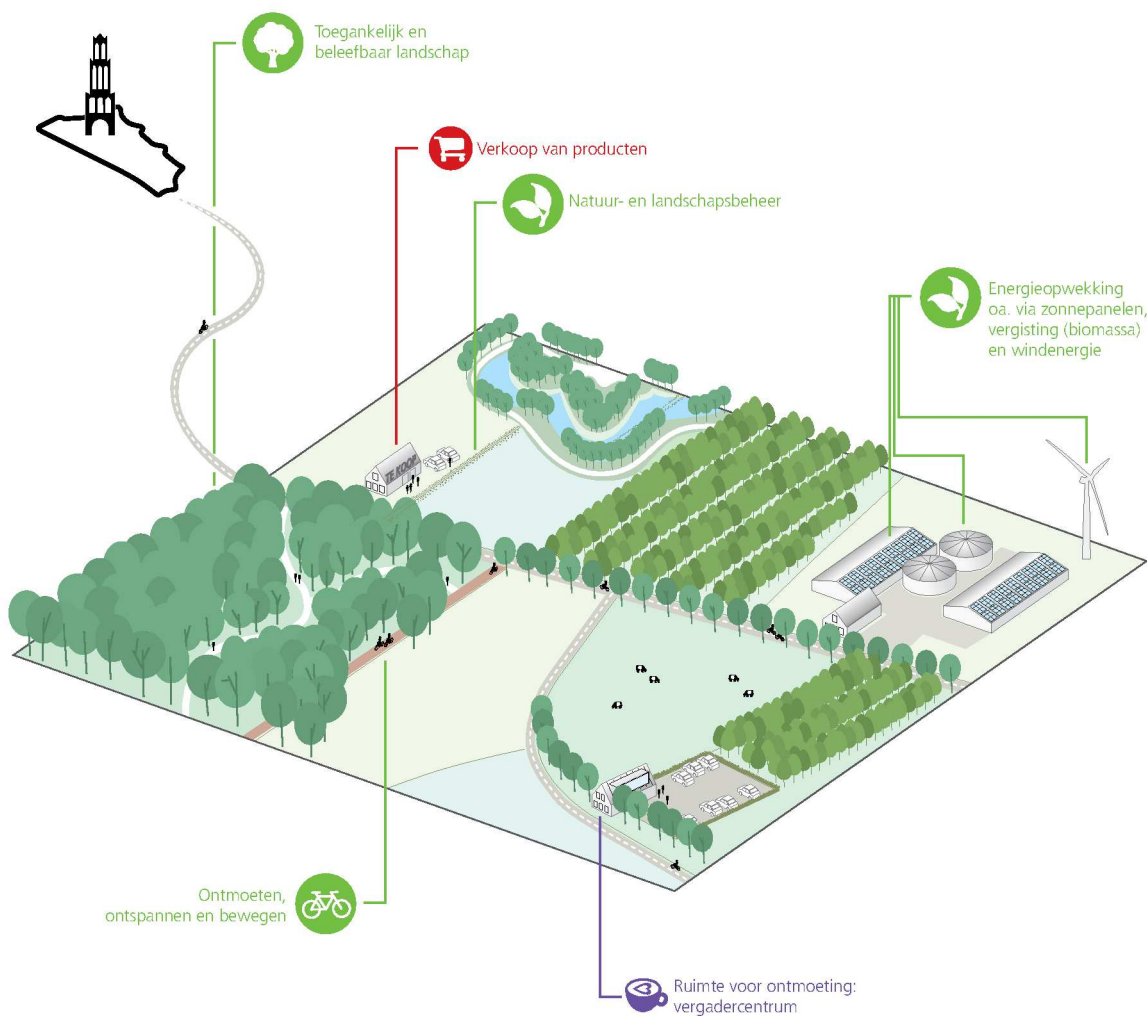 Toegankelijk en
beleefbaar landschap
Verkoop van producten
Natuur- en landschapsbeheer
Energieopwekking
oa. via zonnepanelen,
vergisting (biomassa)
en windenergie
TE KOOP
Ontmoeten,
ontspannen en bewegen
Ruimte voor ontmoeting:
vergadercentrum